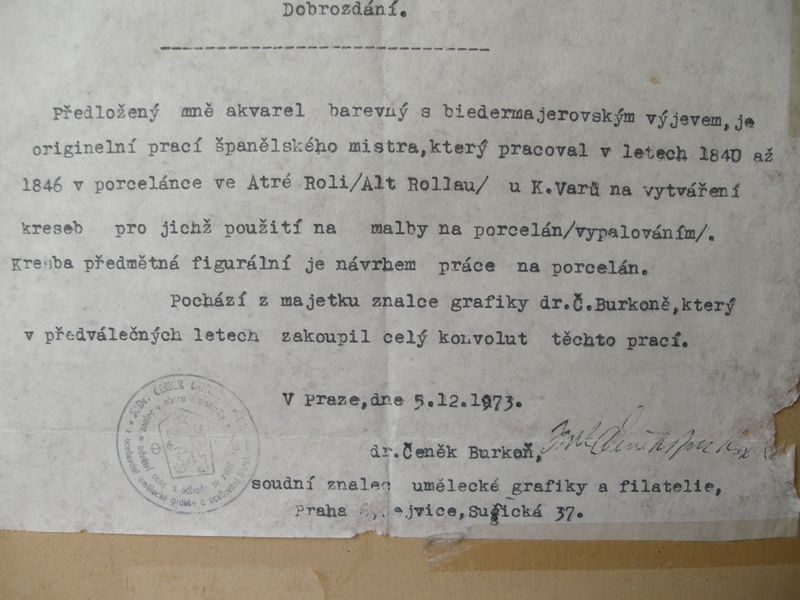 Dobrozdání.
Předložený mně akvarel barevný s biedermajerovským výjevem, je
originelní prací španělského mistra, který pracoval v letech 1840 až
1846 v porcelánce ve Atré Roli/Alt Rollau/ u K.Varů na vytváření
kreseb pro jichž použití na malby na porcelán/vypalováním/.
Kresba předmětná figurální je návrhem práce na porcelán.
Pochází z majetku znalce grafiky dr.Č.Burkoně, který
v předválečných letech zakoupil celý konvolut těchto prací.
V Praze, dne 5.12.1973.
dr.Čeněk Burkoň,
soudní znalec umělecké grafiky a filatelie,
Praha Sušická 37.